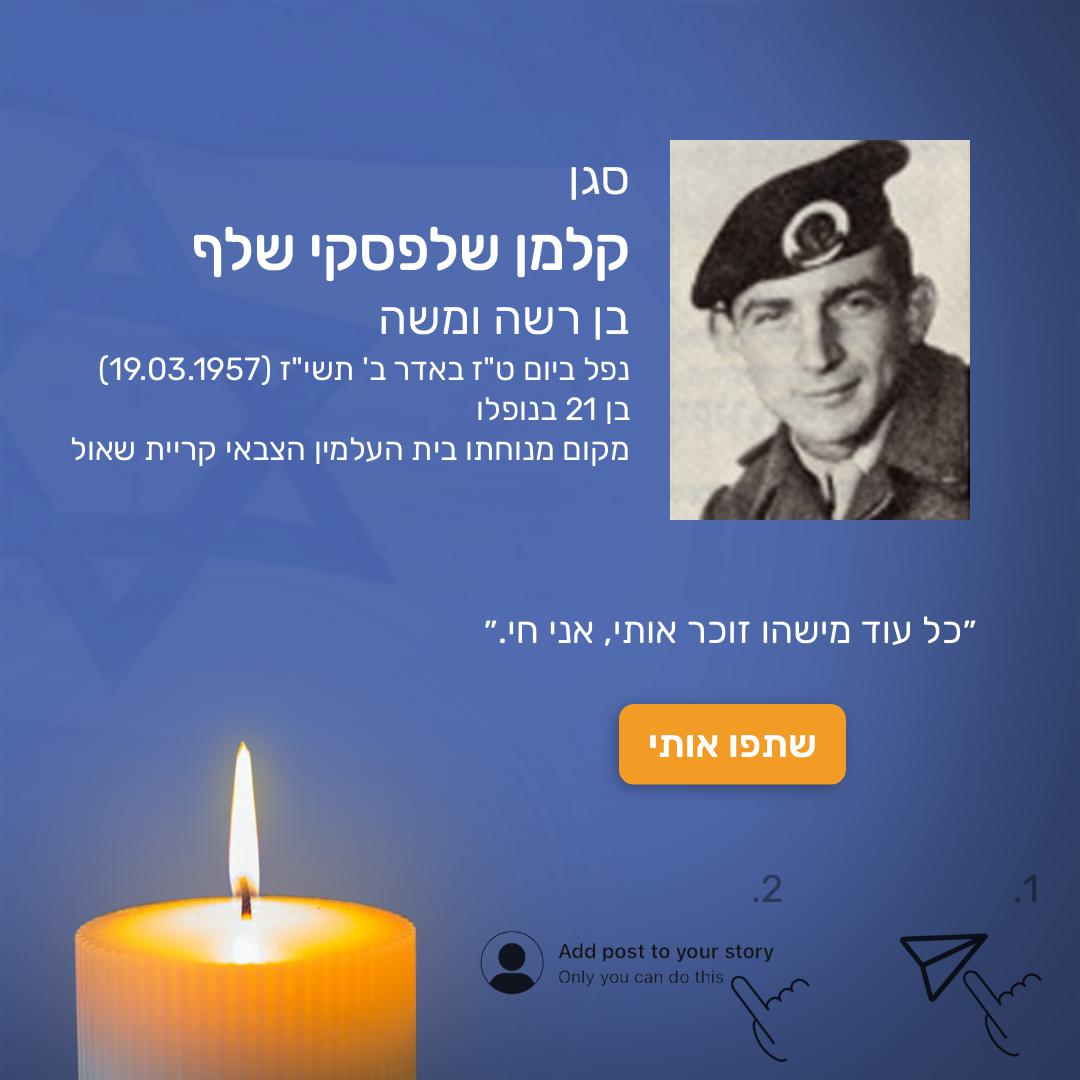 סגן
קלמן שלפסקי שלף
בן רשה ומשה
נפל ביום ט"ז באדר ב' תשי"ז (19.03.1957)
בן 21 בנופלו
מקום מנוחתו בית העלמין הצבאי קריית שאול
״כל עוד מישהו זוכר אותי, אני חי.״
שתפו אותי
1.
2.
Add post to your story
Only you can do this